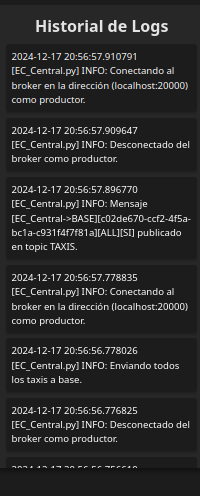 Historial de Logs
2024-12-17 20:56:57.910791
[EC_Central.py] INFO: Conectando al
broker en la dirección (localhost:20000)
como productor.
2024-12-17 20:56:57.909647
[EC_Central.py] INFO: Desconectado del
broker como productor.
2024-12-17 20:56:57.896770
[EC_Central.py] INFO: Mensaje
[EC_Central->BASE][c02de670-ccf2-4f5a-
bc1a-c931f4f7f81a][ALL][SI] publicado
en topic TAXIS.
2024-12-17 20:56:57.778835
[EC_Central.py] INFO: Conectando al
broker en la dirección (localhost:20000)
como productor.
2024-12-17 20:56:56.778026
[EC_Central.py] INFO: Enviando todos
los taxis a base.
2024-12-17 20:56:56.776825
[EC_Central.py] INFO: Desconectado del
broker como productor.